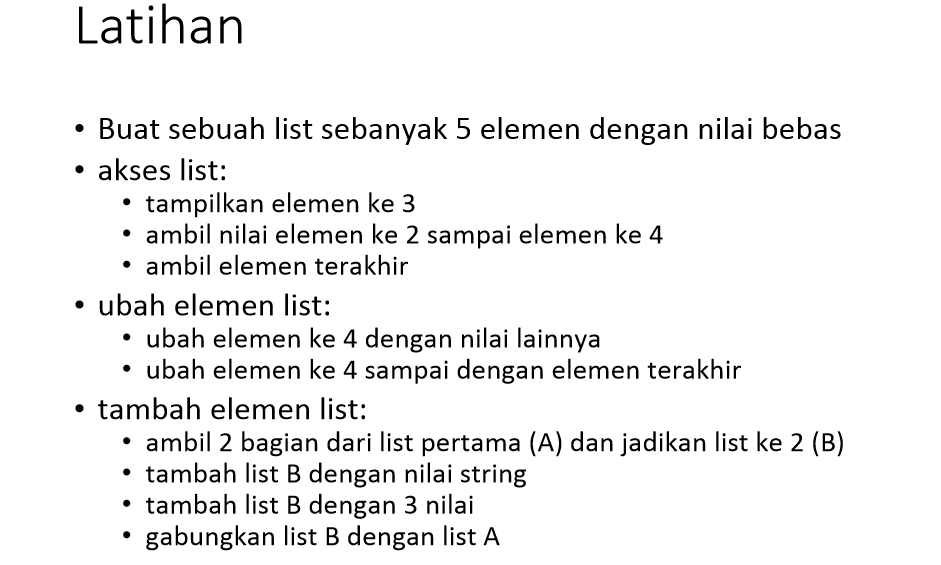 Latihan
• Buat sebuah list sebanyak 5 elemen dengan nilai bebas
• akses list:
• tampilkan elemen ke 3
• ambil nilai elemen ke 2 sampai elemen ke 4
• ambil elemen terakhir
• ubah elemen list:
• ubah elemen ke 4 dengan nilai lainnya
• ubah elemen ke 4 sampai dengan elemen terakhir
• tambah elemen list:
• ambil 2 bagian dari list pertama (A) dan jadikan list ke 2 (B)
• tambah list B dengan nilai string
• tambah list B dengan 3 nilai
• gabungkan list B dengan list A